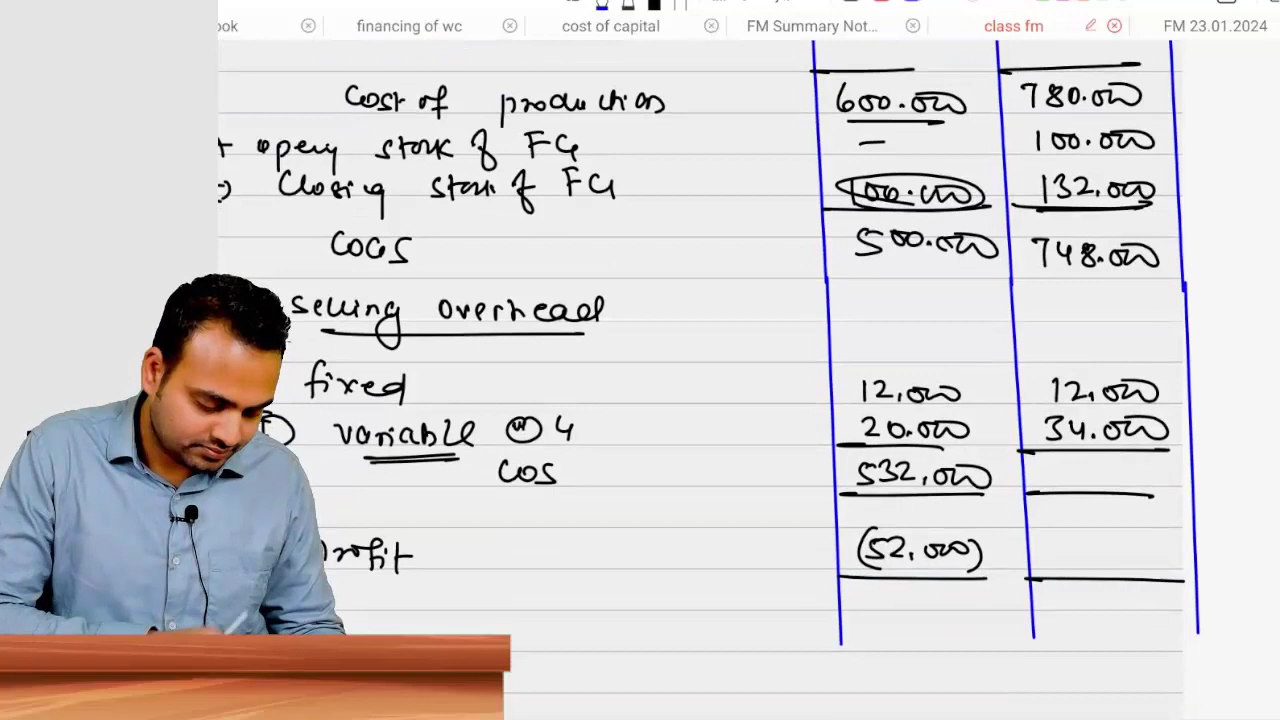 ook financing of wc cost of capital FM Summary Not... class fm FM 23.01.2024
Cost of production 600.000 780.000
+ openy stock of FG — 100.000
) Closing stock of FG 100.000 132.000
COGS 500.000 748.000
selling overhead
fixed 12,000 12,000
variable @ 4 20.000 34.000
COS 532,000
rofit (52,000)